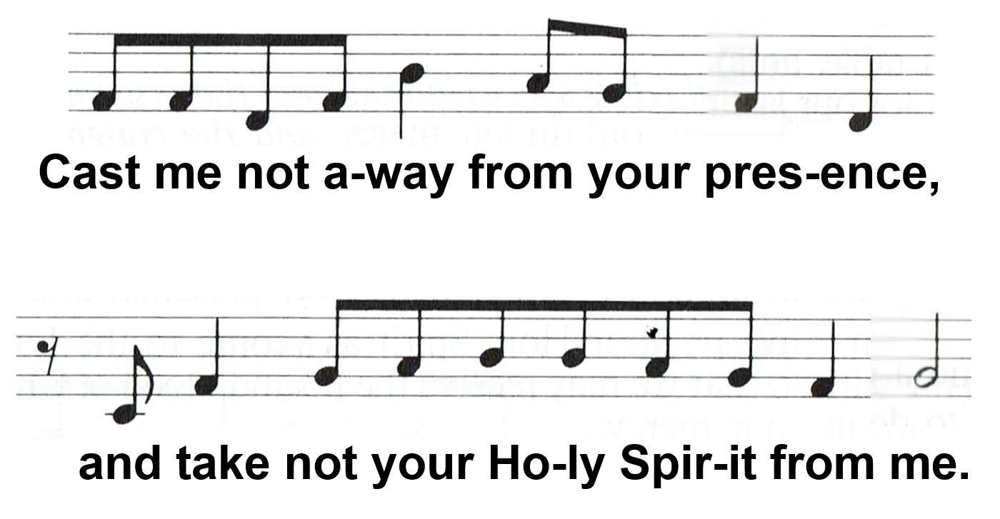 Cast me not a-way from your pres-ence,
and take not your Ho-ly Spir-it from me.